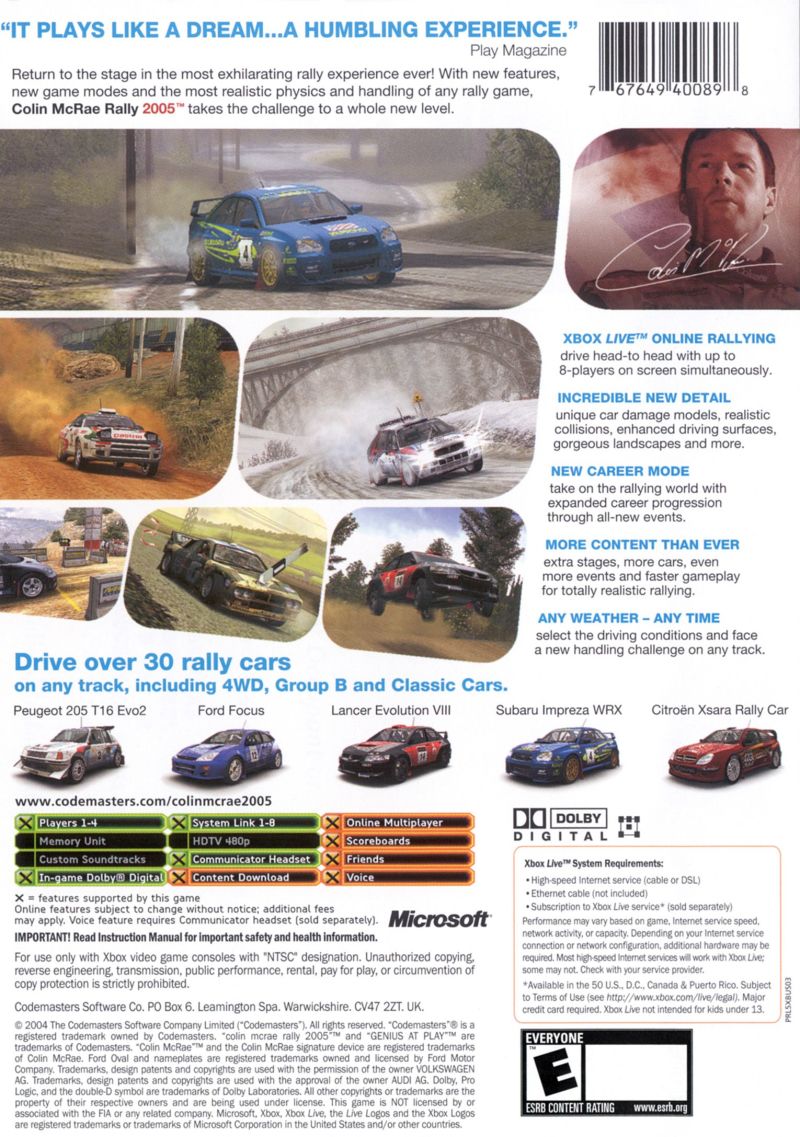 “IT PLAYS LIKE A DREAM...A HUMBLING EXPERIENCE.”
Play Magazine
Return to the stage in the most exhilarating rally experience ever! With new features,
new game modes and the most realistic physics and handling of any rally game,
Colin McRae Rally 2005™ takes the challenge to a whole new level.
7 67649 40089 8
XBOX LIVE™ ONLINE RALLYING
drive head-to head with up to
8-players on screen simultaneously.
INCREDIBLE NEW DETAIL
unique car damage models, realistic
collisions, enhanced driving surfaces,
gorgeous landscapes and more.
NEW CAREER MODE
take on the rallying world with
expanded career progression
through all-new events.
MORE CONTENT THAN EVER
extra stages, more cars, even
more events and faster gameplay
for totally realistic rallying.
ANY WEATHER – ANY TIME
select the driving conditions and face
a new handling challenge on any track.
Drive over 30 rally cars
on any track, including 4WD, Group B and Classic Cars.
Peugeot 205 T16 Evo2
Ford Focus
Lancer Evolution VIII
Subaru Impreza WRX
Citroën Xsara Rally Car
www.codemasters.com/colinmcrae2005
Players 1-4
System Link 1-8
Online Multiplayer
Memory Unit
HDTV 480p
Scoreboards
Custom Soundtracks
Communicator Headset
Friends
In-game Dolby® Digital
Content Download
Voice
X = features supported by this game
Online features subject to change without notice; additional fees
may apply. Voice feature requires Communicator headset (sold separately).
Microsoft®
IMPORTANT! Read Instruction Manual for important safety and health information.
For use only with Xbox video game consoles with "NTSC" designation. Unauthorized copying,
reverse engineering, transmission, public performance, rental, pay for play, or circumvention of
copy protection is strictly prohibited.
Codemasters Software Co. PO Box 6. Leamington Spa. Warwickshire. CV47 2ZT. UK.
© 2004 The Codemasters Software Company Limited ("Codemasters"). All rights reserved. "Codemasters"® is a
registered trademark owned by Codemasters. "colin mcrae rally 2005"™ and "GENIUS AT PLAY"™ are
trademarks of Codemasters. "Colin McRae"™ and the Colin McRae signature device are registered trademarks
of Colin McRae. Ford Oval and nameplates are registered trademarks owned and licensed by Ford Motor
Company. Trademarks, design patents and copyrights are used with the permission of the owner VOLKSWAGEN
AG. Trademarks, design patents and copyrights are used with the approval of the owner AUDI AG. Dolby, Pro
Logic, and the double-D symbol are trademarks of Dolby Laboratories. All other copyrights or trademarks are the
property of their respective owners and are being used under license. This game is NOT licensed by or
associated with the FIA or any related company. Microsoft, Xbox, Xbox Live, the Live Logos and the Xbox Logos
are registered trademarks or trademarks of Microsoft Corporation in the United States and/or other countries.
DOLBY
DIGITAL
Xbox Live™ System Requirements:
• High-speed Internet service (cable or DSL)
• Ethernet cable (not included)
• Subscription to Xbox Live service* (sold separately)
Performance may vary based on game, Internet service speed,
network activity, or capacity. Depending on your Internet service
connection or network configuration, additional hardware may be
required. Most high-speed Internet services will work with Xbox Live;
some may not. Check with your service provider.
*Available in the 50 U.S., D.C., Canada & Puerto Rico. Subject
to Terms of Use (see http://www.xbox.com/live/legal). Major
credit card required. Xbox Live not intended for kids under 13.
PRL5XBUS03
EVERYONE
E™
ESRB CONTENT RATING www.esrb.org